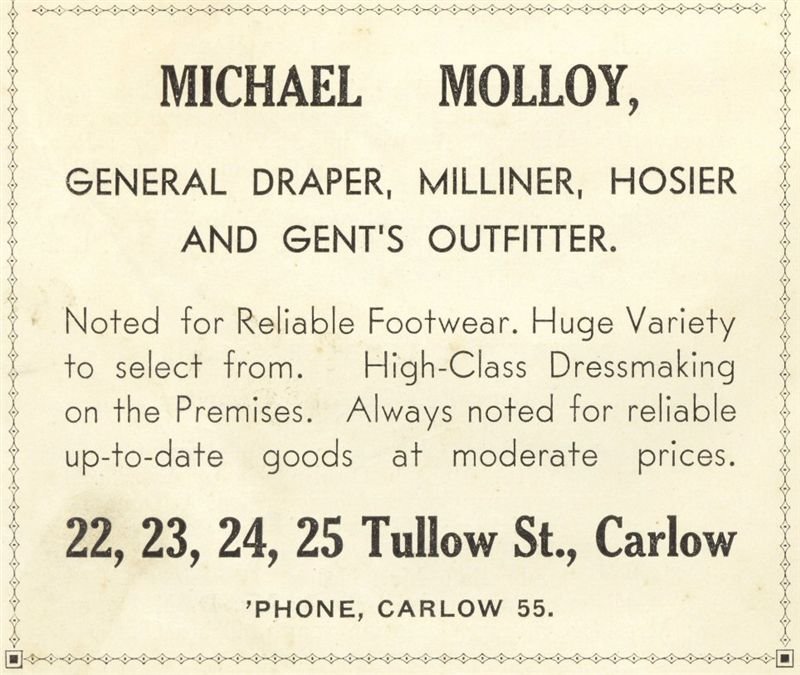 MICHAEL MOLLOY,
GENERAL DRAPER, MILLINER, HOSIER
AND GENT'S OUTFITTER.
Noted for Reliable Footwear. Huge Variety
to select from. High-Class Dressmaking
on the Premises. Always noted for reliable
up-to-date goods at moderate prices.
22, 23, 24, 25 Tullow St., Carlow
'PHONE, CARLOW 55.